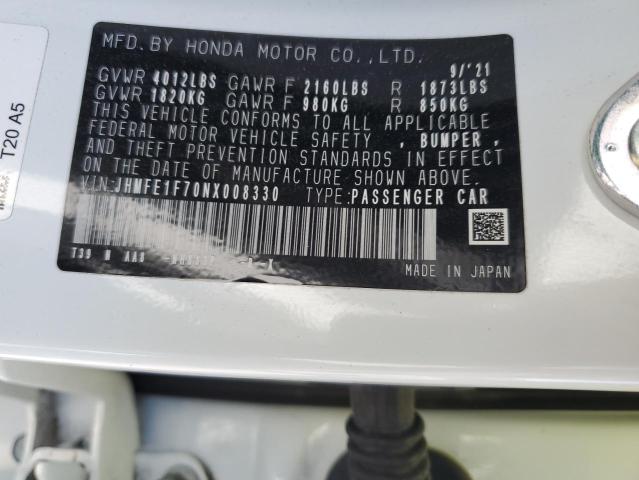 MFD.BY HONDA MOTOR CO.,LTD. 9/'21
GVWR 4012LBS GAWR F 2160LBS R 1873LBS
GVWR 1820KG GAWR F 980KG R 850KG
THIS VEHICLE CONFORMS TO ALL APPLICABLE
FEDERAL MOTOR VEHICLE SAFETY , BUMPER ,
AND THEFT PREVENTION STANDARDS IN EFFECT
ON THE DATE OF MANUFACTURE SHOWN ABOVE.
VIN:JHMFE1F70NX008330 TYPE:PASSENGER CAR
MADE IN JAPAN
T20 A5